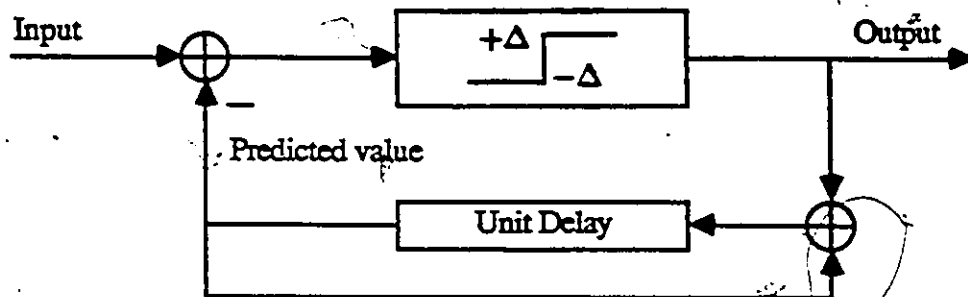 Input
+Δ
−Δ
Output
−
Predicted value
Unit Delay